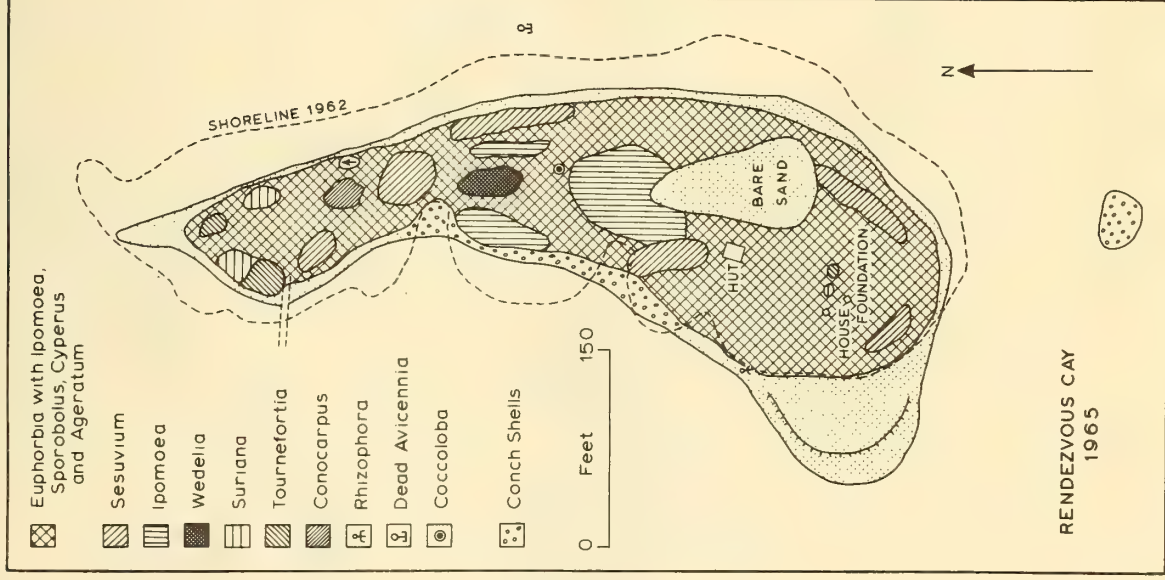 Euphorbia with Ipomoea,
Sporobolus, Cyperus
and Ageratum
Sesuvium
Ipomoea
Wedelia
Suriana
Tournefortia
Conocarpus
Rhizophora
Dead Avicennia
Coccoloba
Conch Shells
0 150
Feet
SHORELINE 1962
HUT
BARE
SAND
HOUSE
FOUNDATION
N
RENDEZVOUS CAY
1965